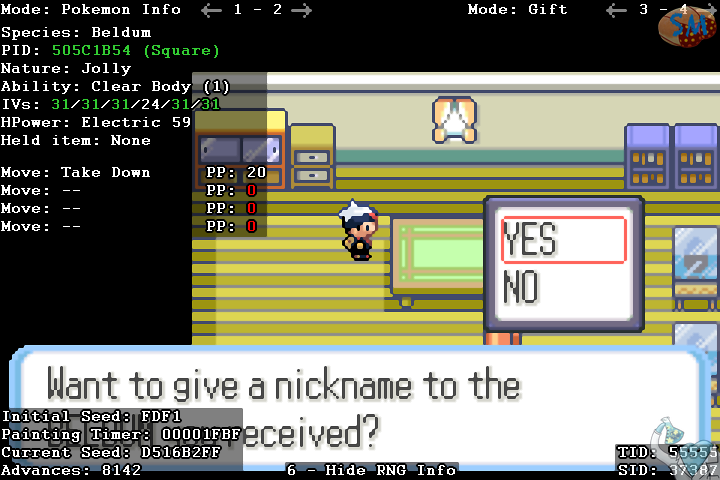 Mode: Pokemon Info ← 1 - 2 →
Mode: Gift ← 3 - 4 →
SM
Species: Beldum
PID: 505C1B54 (Square)
Nature: Jolly
Ability: Clear Body (1)
IVs: 31/31/31/24/31/31
HPower: Electric 59
Held item: None
Move: Take Down PP: 20
Move: -- PP: 0
Move: -- PP: 0
Move: -- PP: 0
YES
NO
Want to give a nickname to the
received?
Initial Seed: FDF1
Painting Timer: 00001FBF
Current Seed: D516B2FF
Advances: 8142
6 - Hide RNG Info
TID: 55555
SID: 37387